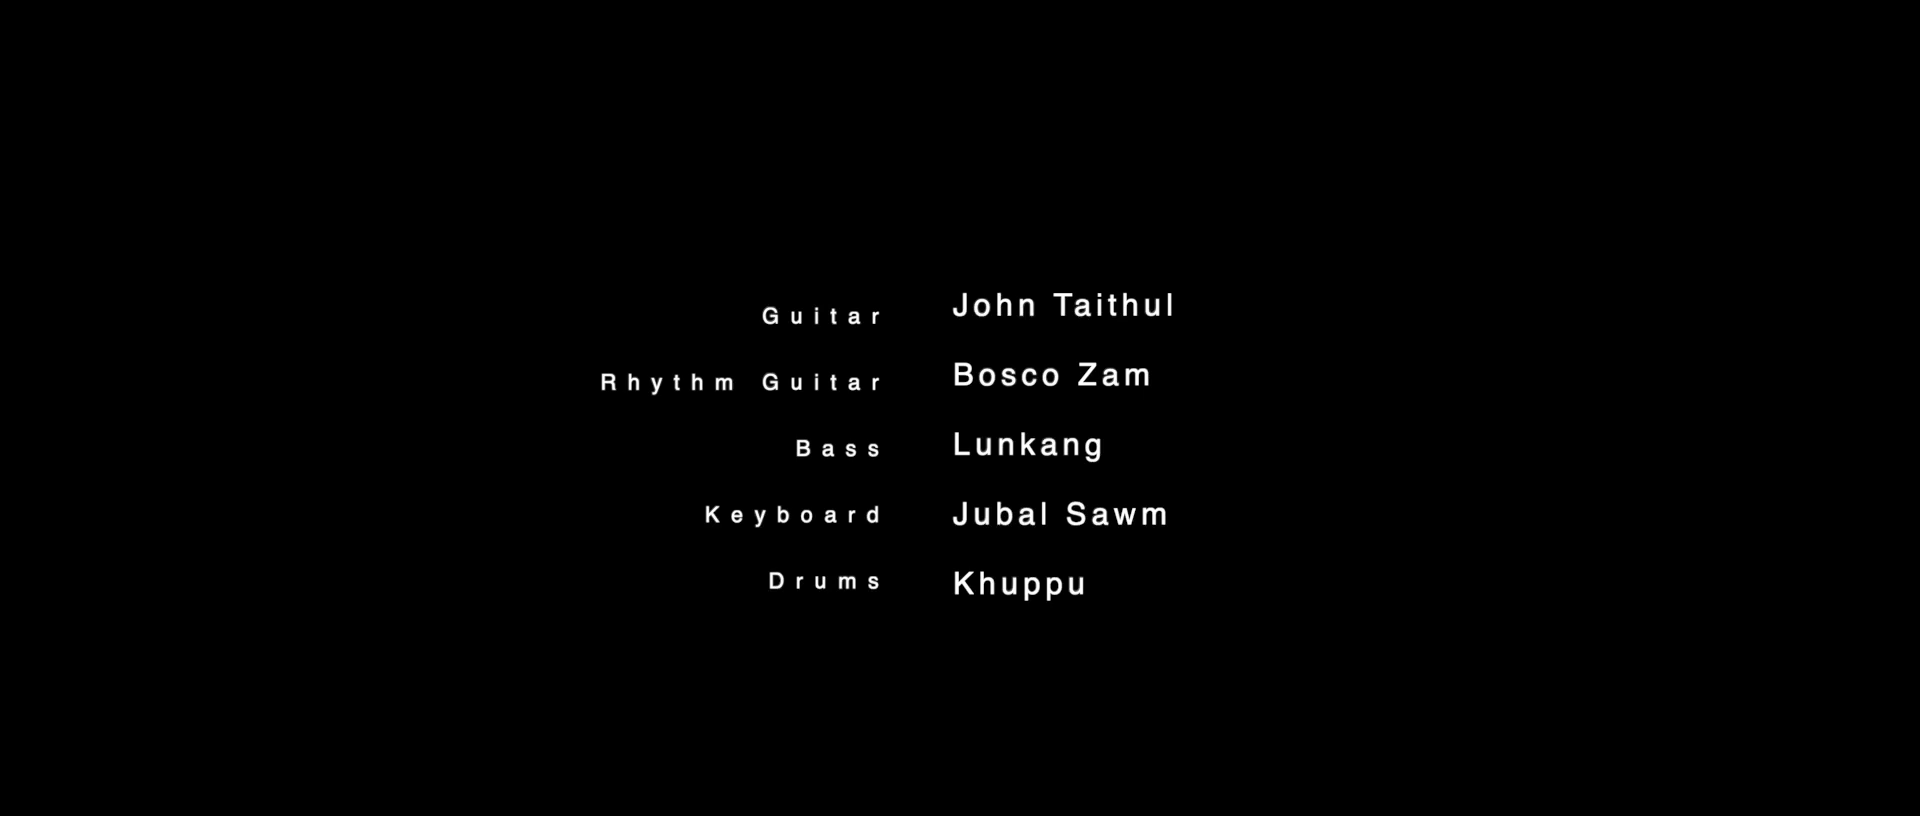 Guitar John Taithul
Rhythm Guitar Bosco Zam
Bass Lunkang
Keyboard Jubal Sawm
Drums Khuppu